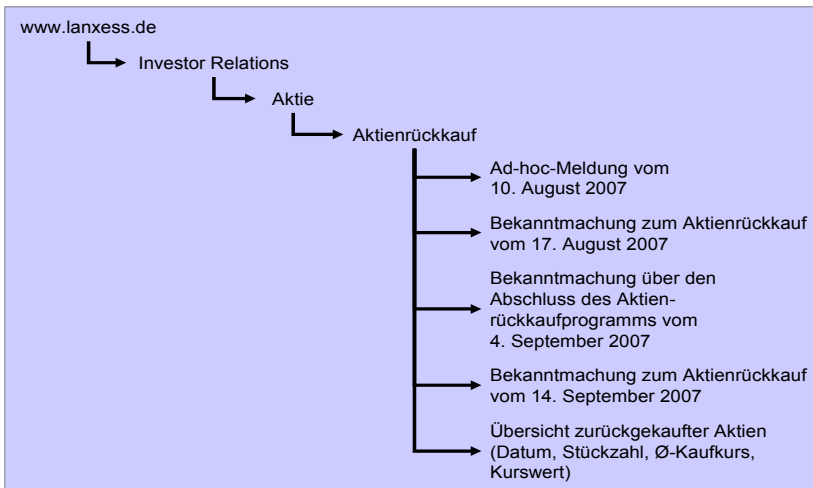 www.lanxess.de
Investor Relations
Aktie
Aktienrückkauf
Ad-hoc-Meldung vom
10. August 2007
Bekanntmachung zum Aktienrückkauf
vom 17. August 2007
Bekanntmachung über den
Abschluss des Aktien-
rückkaufprogramms vom
4. September 2007
Bekanntmachung zum Aktienrückkauf
vom 14. September 2007
Übersicht zurückgekaufter Aktien
(Datum, Stückzahl, Ø-Kaufkurs,
Kurswert)